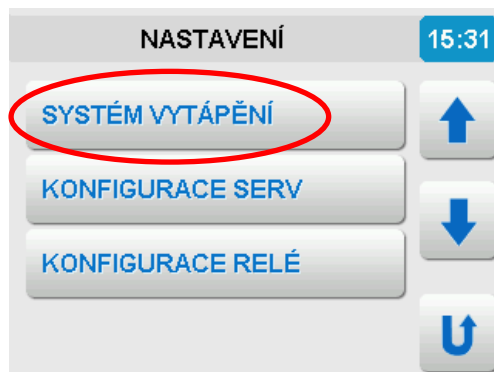 NASTAVENÍ
15:31
SYSTÉM VYTÁPĚNÍ
KONFIGURACE SERV
KONFIGURACE RELÉ